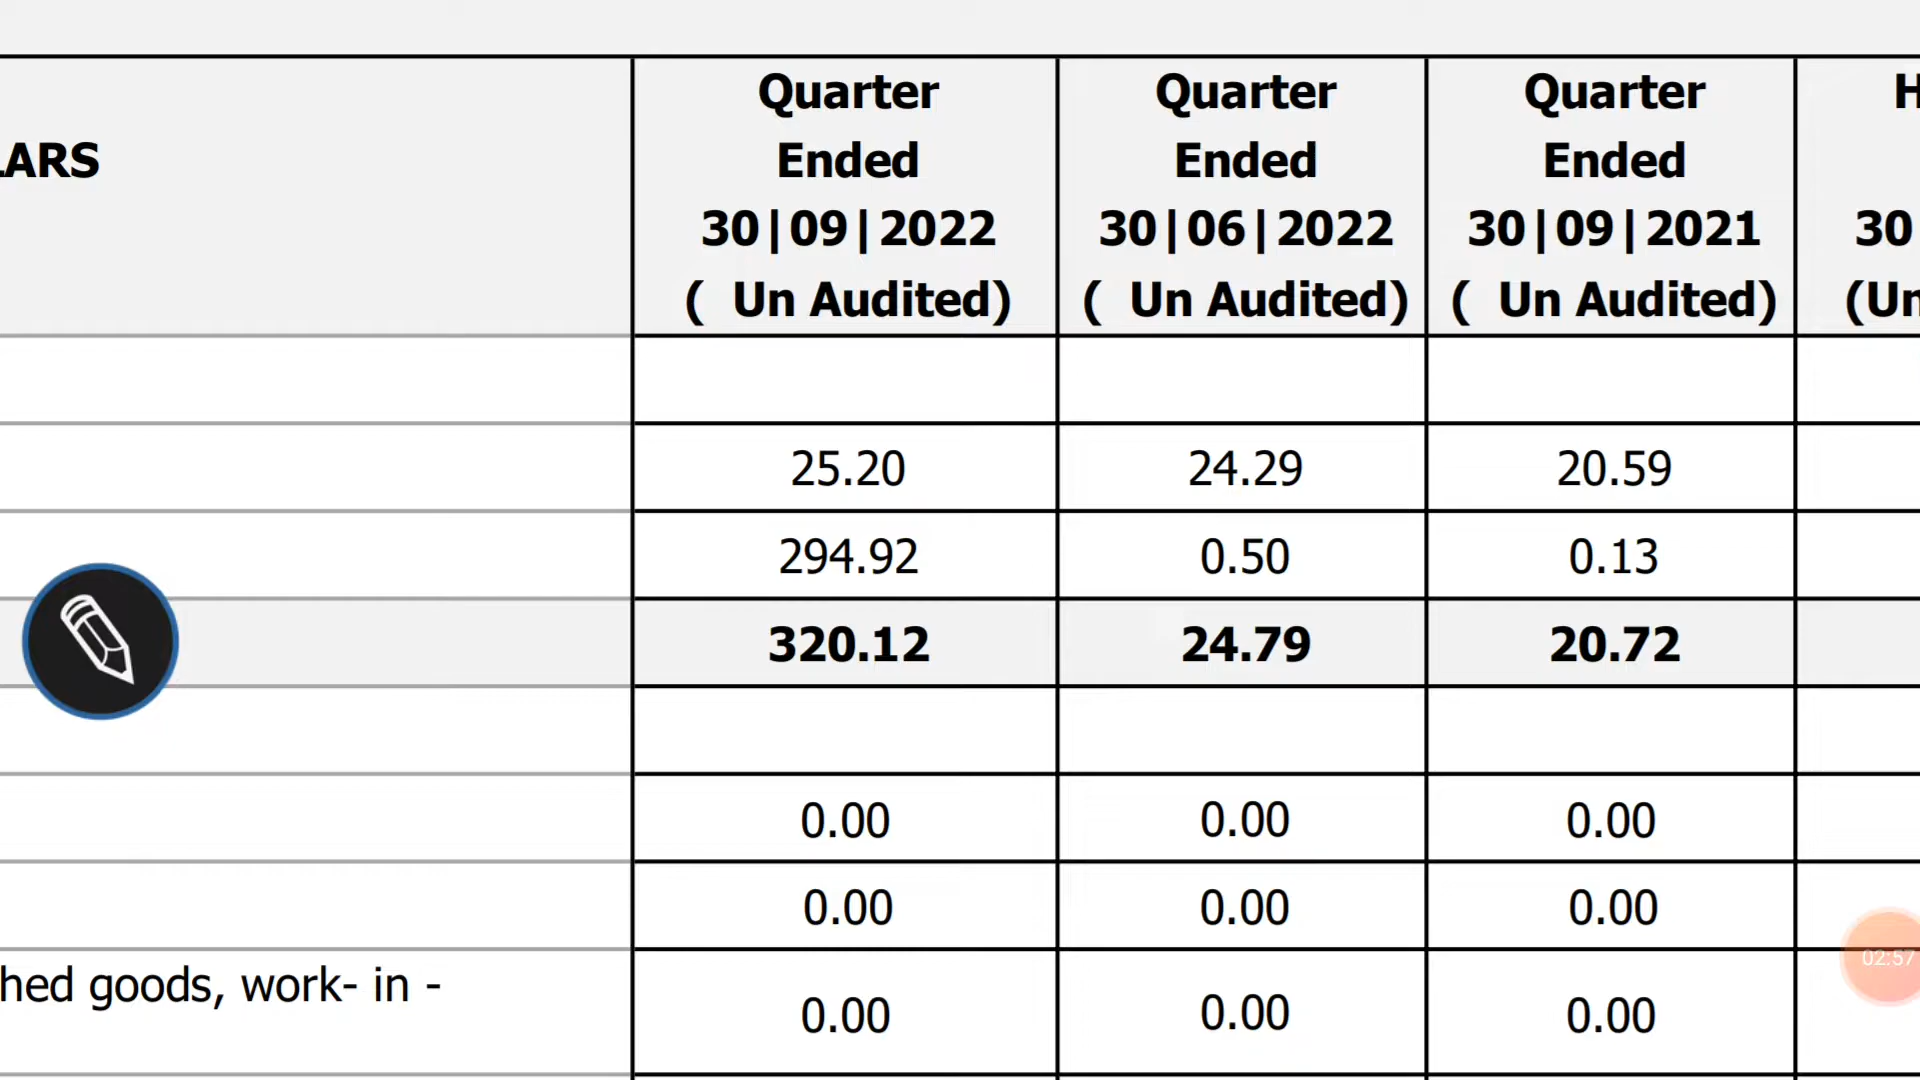 LARS
Quarter
Ended
30|09|2022
( Un Audited)
Quarter
Ended
30|06|2022
( Un Audited)
Quarter
Ended
30|09|2021
( Un Audited)
H
30
(Un
25.20 24.29 20.59
294.92 0.50 0.13
320.12 24.79 20.72
0.00 0.00 0.00
0.00 0.00 0.00
hed goods, work- in -
0.00 0.00 0.00
02:57